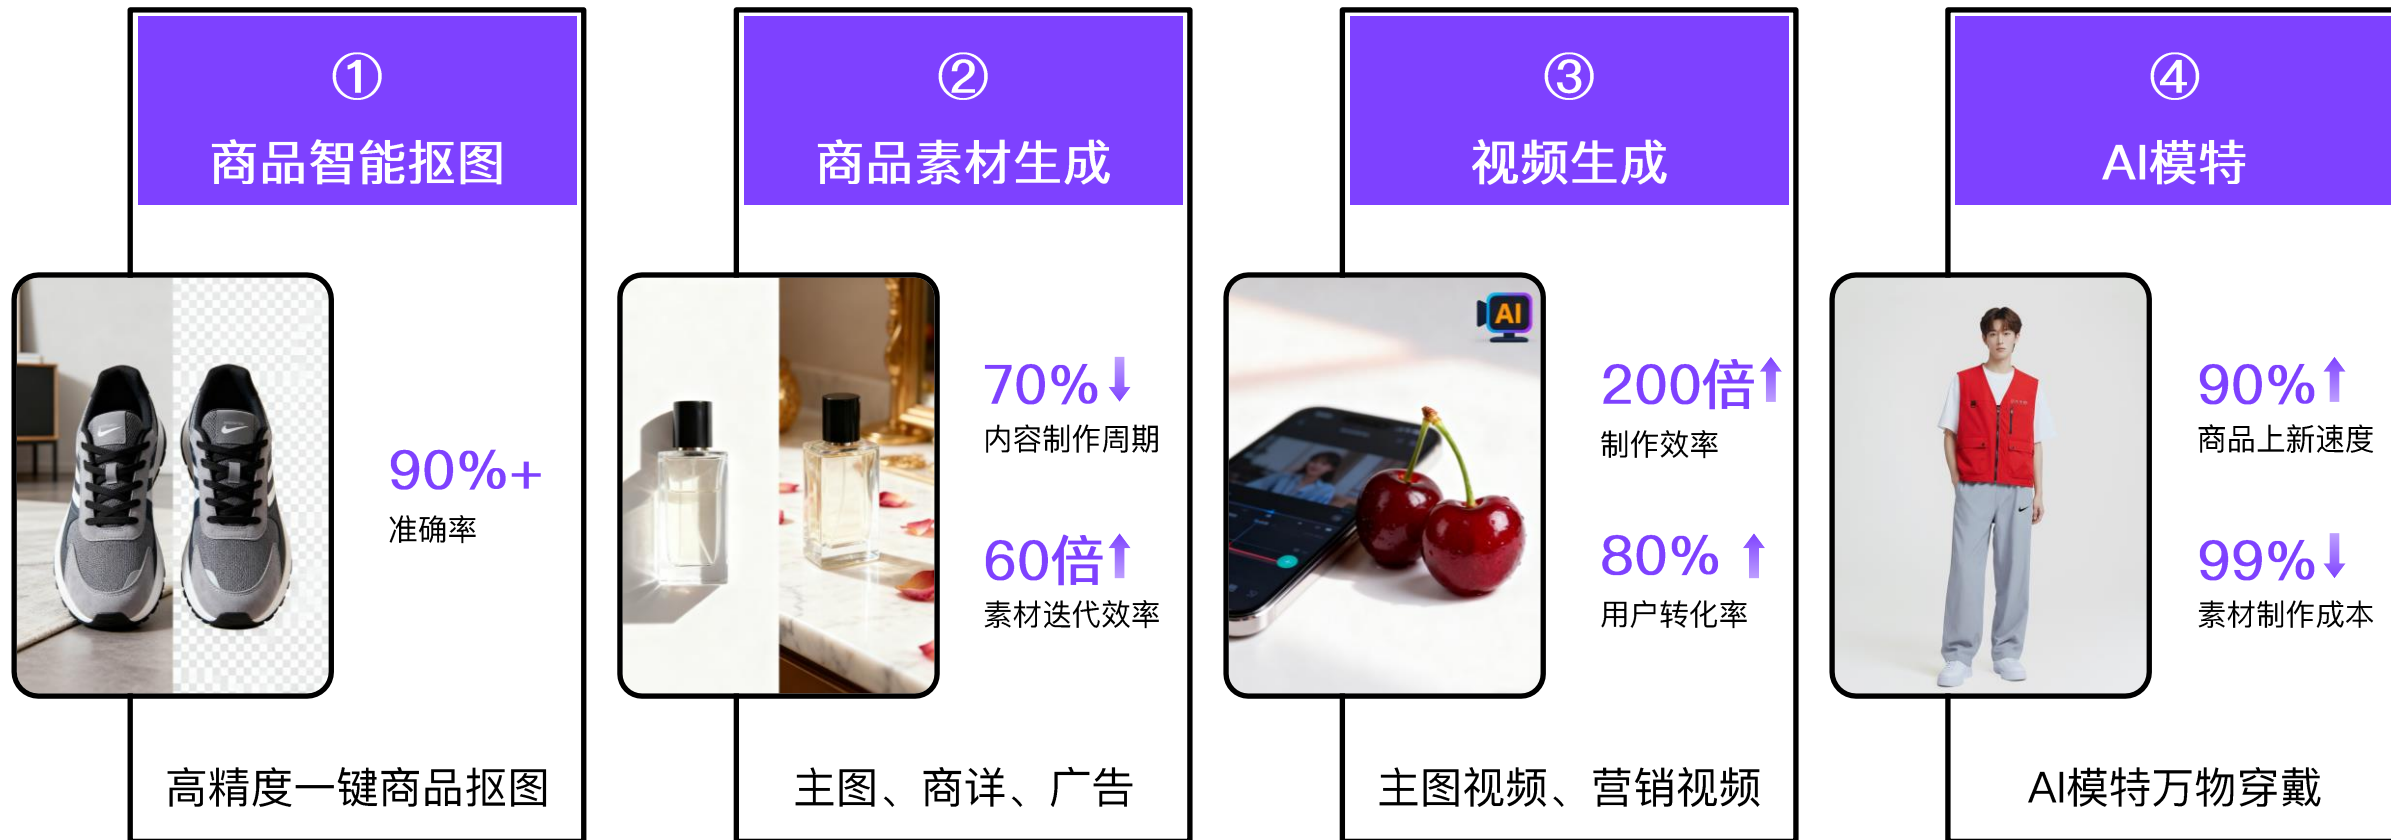 ①
商品智能抠图
90%+
准确率
高精度一键商品抠图
②
商品素材生成
70%
内容制作周期
60倍
素材迭代效率
主图、商详、广告
③
视频生成
AI
200倍
制作效率
80%
用户转化率
主图视频、营销视频
④
AI模特
90%
商品上新速度
99%
素材制作成本
AI模特万物穿戴